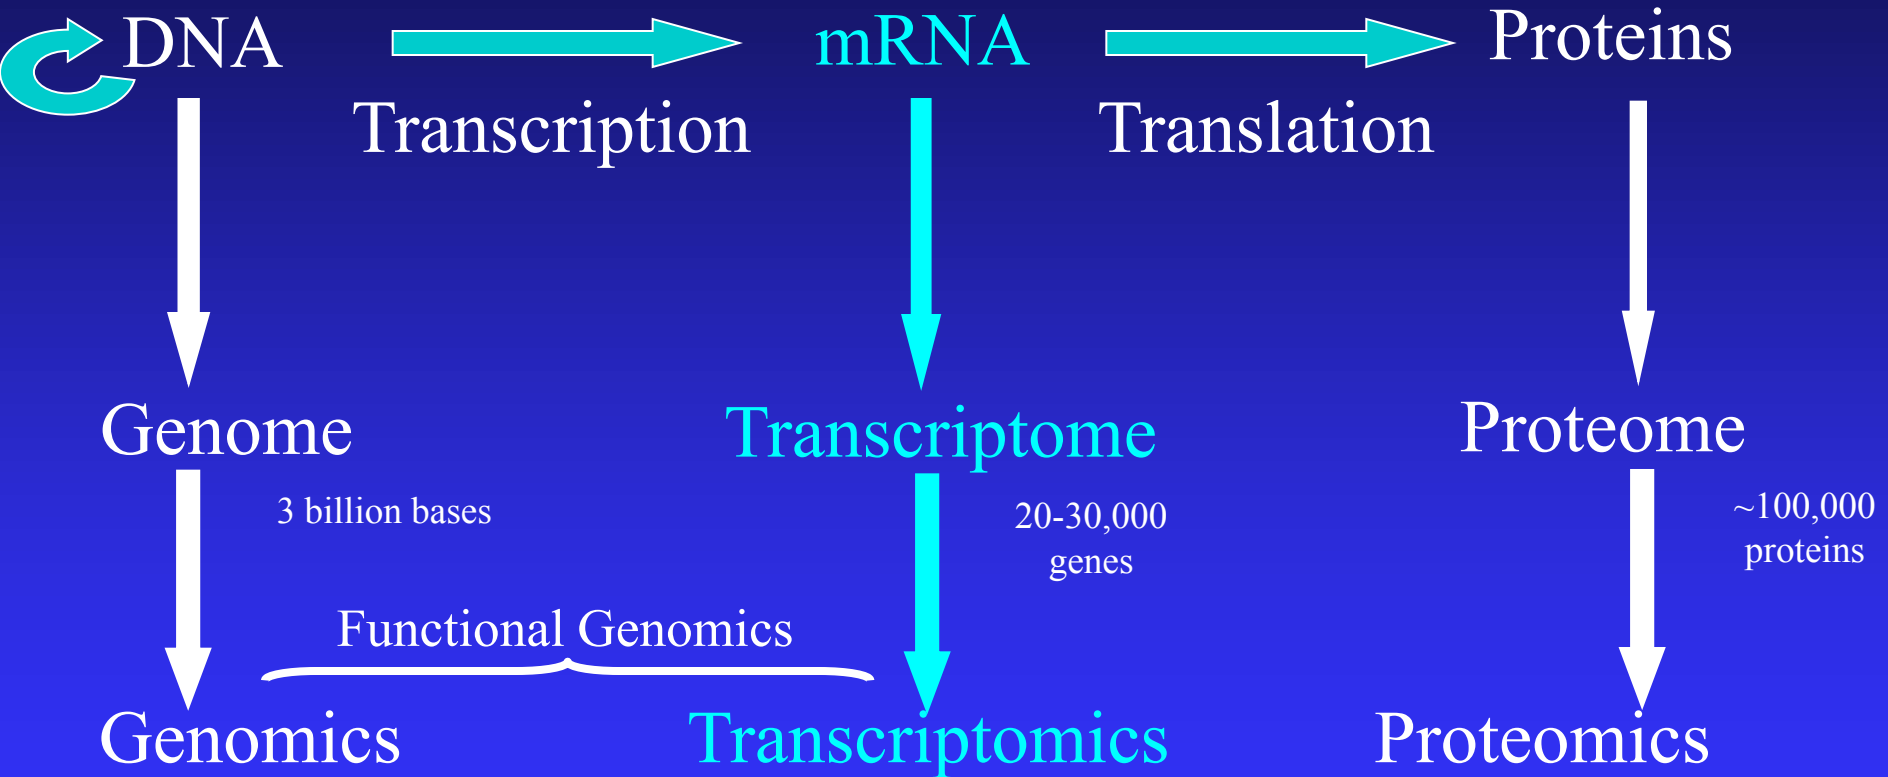 DNA
mRNA
Proteins
Transcription
Translation
Genome
Transcriptome
Proteome
3 billion bases
20-30,000
genes
~100,000
proteins
Functional Genomics
Genomics
Transcriptomics
Proteomics